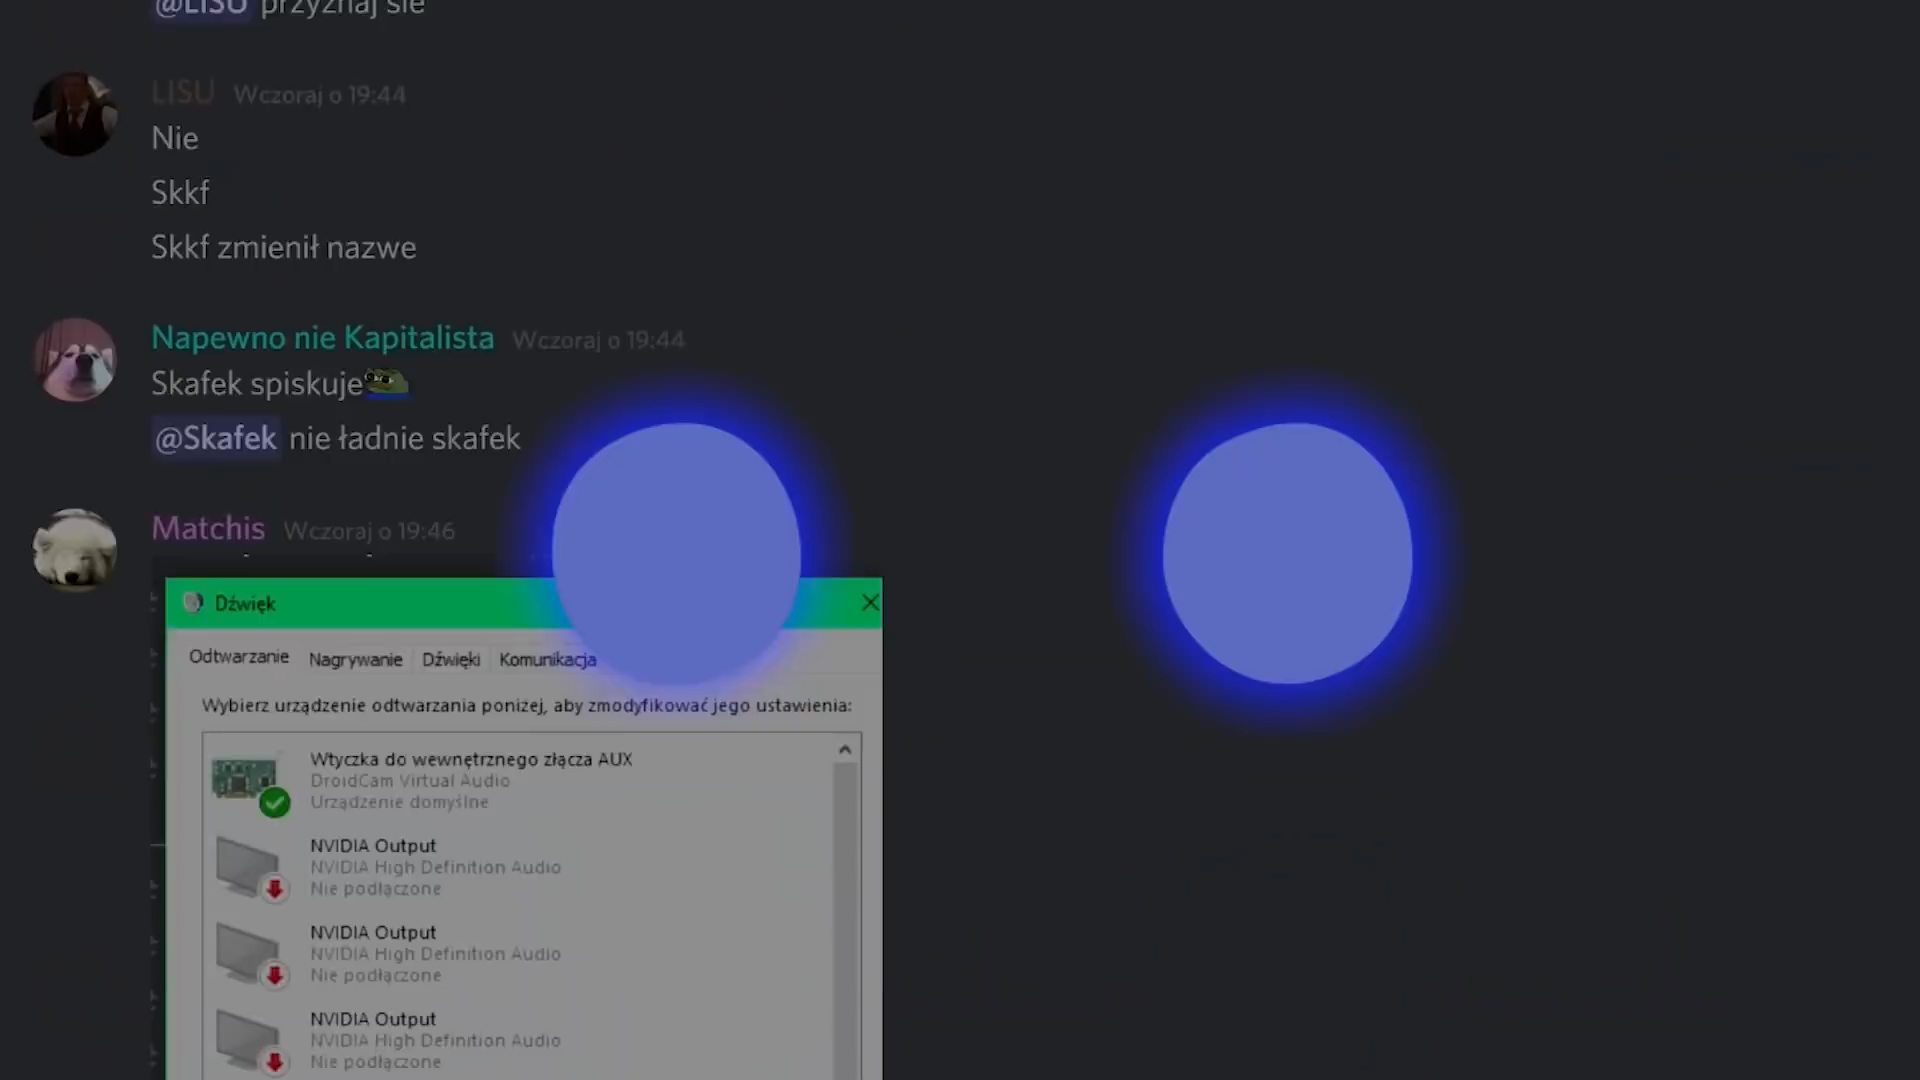 @LISU przyznaj sie
LISU Wczoraj o 19:44
Nie
Skkf
Skkf zmienił nazwe
Napewno nie Kapitalista Wczoraj o 19:44
Skafek spiskuje
@Skafek nie ładnie skafek
Matchis Wczoraj o 19:46
Dźwięk
Odtwarzanie Nagrywanie Dźwięki Komunikacja
Wybierz urządzenie odtwarzania poniżej, aby zmodyfikować jego ustawienia:
Wtyczka do wewnętrznego złącza AUX
DroidCam Virtual Audio
Urządzenie domyślne
NVIDIA Output
NVIDIA High Definition Audio
Nie podłączone
NVIDIA Output
NVIDIA High Definition Audio
Nie podłączone
NVIDIA Output
NVIDIA High Definition Audio
Nie podłączone